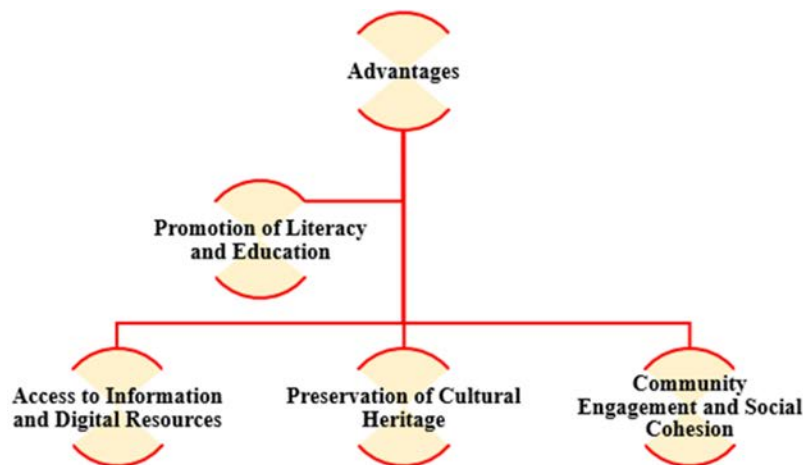 Advantages
Promotion of Literacy
and Education
Access to Information
and Digital Resources
Preservation of Cultural
Heritage
Community
Engagement and Social
Cohesion